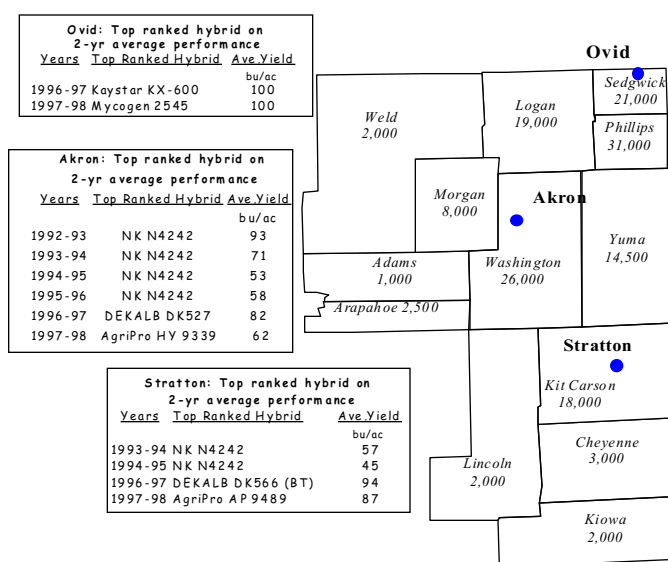 Ovid: Top ranked hybrid on
2-yr average performance
Years Top Ranked Hybrid Ave.Yield
bu/ac
1996-97 Kaystar KX-600 100
1997-98 Mycogen 2545 100
Akron: Top ranked hybrid on
2-yr average performance
Years Top Ranked Hybrid Ave.Yield
bu/ac
1992-93 NK N4242 93
1993-94 NK N4242 71
1994-95 NK N4242 53
1995-96 NK N4242 58
1996-97 DEKALB DK527 82
1997-98 AgriPro HY 9339 62
Stratton: Top ranked hybrid on
2-yr average performance
Years Top Ranked Hybrid Ave.Yield
bu/ac
1993-94 NK N4242 57
1994-95 NK N4242 45
1996-97 DEKALB DK566 (BT) 94
1997-98 AgriPro AP 9489 87
Ovid
Sedgwick
21,000
Weld
2,000
Logan
19,000
Phillips
31,000
Morgan
8,000
Akron
Washington
26,000
Yuma
14,500
Adams
1,000
Arapahoe 2,500
Stratton
Kit Carson
18,000
Cheyenne
3,000
Lincoln
2,000
Kiowa
2,000